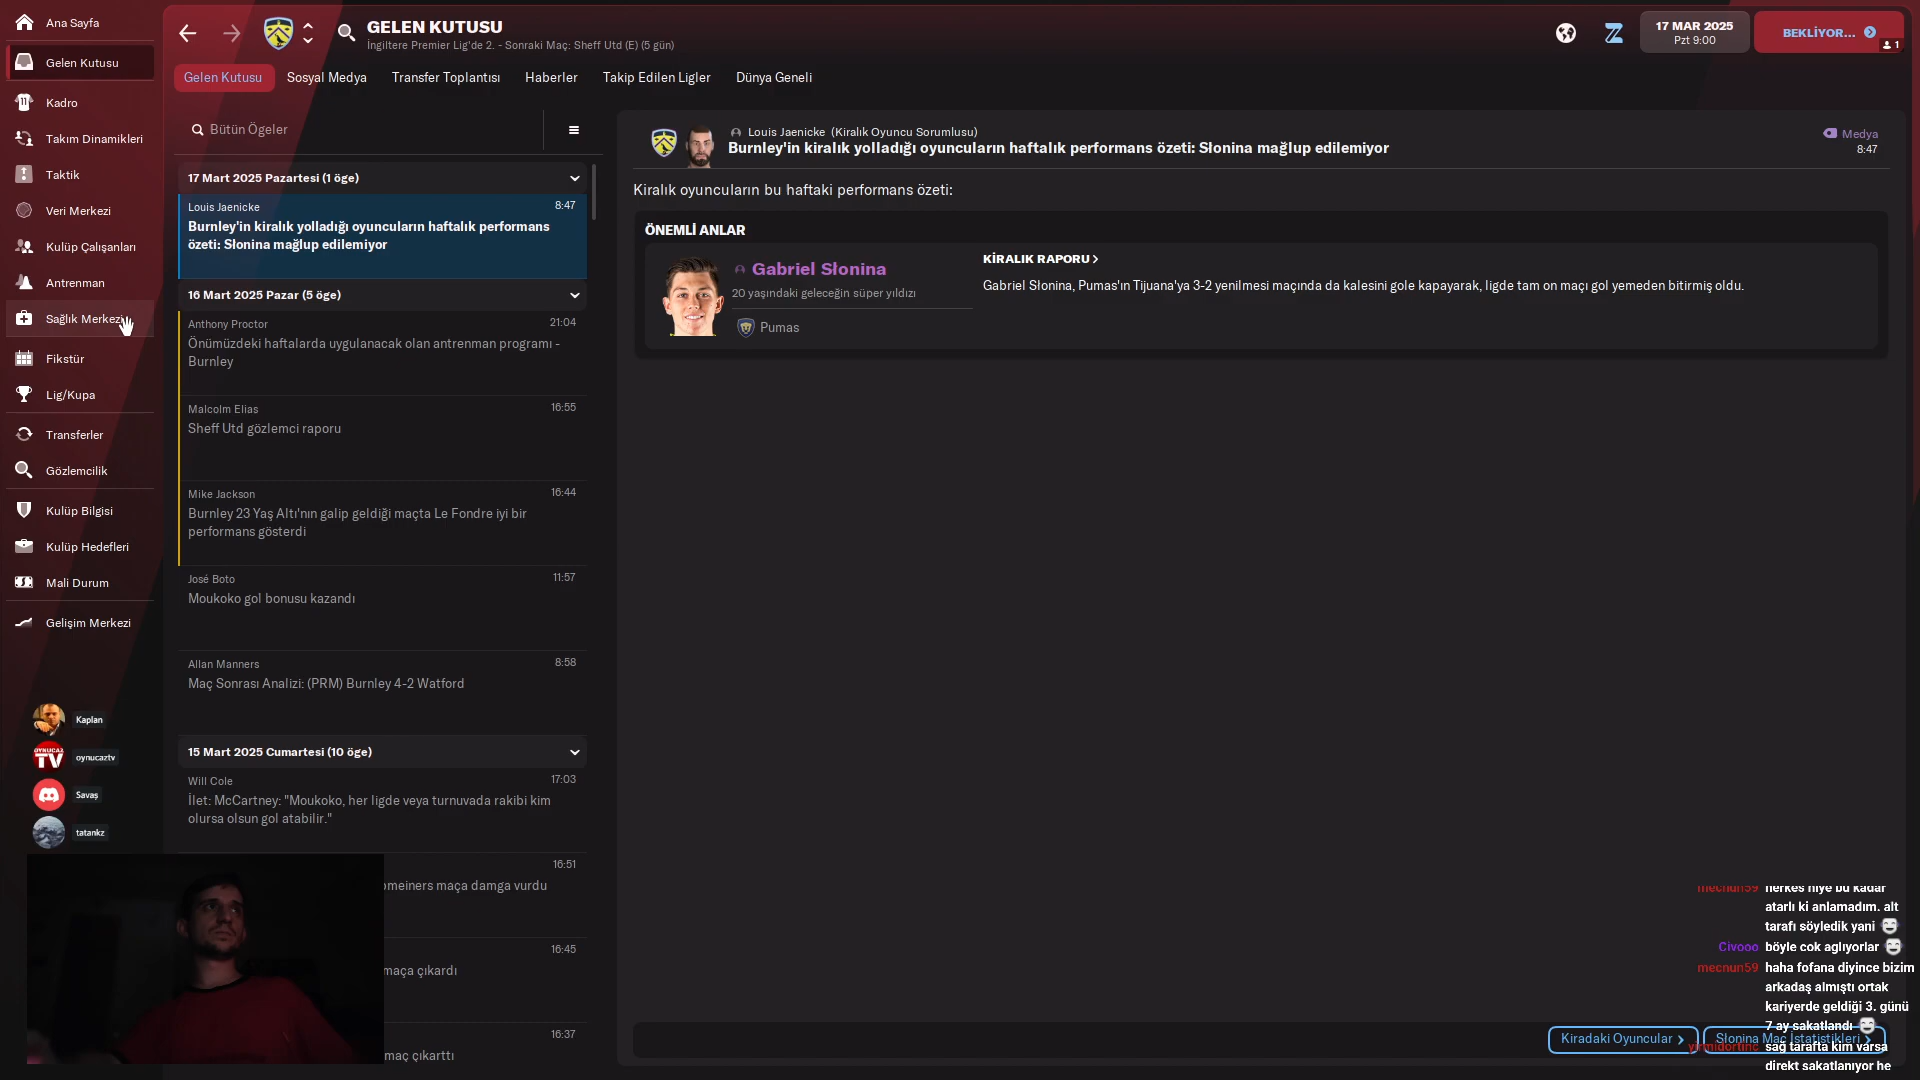 Ana Sayfa
Gelen Kutusu
Kadro
Takım Dinamikleri
Taktik
Veri Merkezi
Kulüp Çalışanları
Antrenman
Sağlık Merkezi
Fikstür
Lig/Kupa
Transferler
Gözlemcilik
Kulüp Bilgisi
Kulüp Hedefleri
Mali Durum
Gelişim Merkezi
Kaplan
oynucaztv
Savaş
tatankz
GELEN KUTUSU
İngiltere Premier Lig'de 2. - Sonraki Maç: Sheff Utd (E) (5 gün)
17 MAR 2025
Pzt 9:00
BEKLİYOR...
1
Gelen Kutusu Sosyal Medya Transfer Toplantısı Haberler Takip Edilen Ligler Dünya Geneli
Bütün Ögeler
17 Mart 2025 Pazartesi (1 öge)
Louis Jaenicke 8:47
Burnley'in kiralık yolladığı oyuncuların haftalık performans
özeti: Slonina mağlup edilemiyor
16 Mart 2025 Pazar (5 öge)
Anthony Proctor 21:04
Önümüzdeki haftalarda uygulanacak olan antrenman programı -
Burnley
Malcolm Elias 16:55
Sheff Utd gözlemci raporu
Mike Jackson 16:44
Burnley 23 Yaş Altı'nın galip geldiği maçta Le Fondre iyi bir
performans gösterdi
José Boto 11:57
Moukoko gol bonusu kazandı
Allan Manners 8:58
Maç Sonrası Analizi: (PRM) Burnley 4-2 Watford
15 Mart 2025 Cumartesi (10 öge)
Will Cole 17:03
İlet: McCartney: "Moukoko, her ligde veya turnuvada rakibi kim
olursa olsun gol atabilir."
16:51
omeiners maça damga vurdu
16:45
maça çıkardı
16:37
maç çıkarttı
Louis Jaenicke (Kiralık Oyuncu Sorumlusu)
Burnley'in kiralık yolladığı oyuncuların haftalık performans özeti: Slonina mağlup edilemiyor
Medya
8:47
Kiralık oyuncuların bu haftaki performans özeti:
ÖNEMLİ ANLAR
Gabriel Slonina
20 yaşındaki geleceğin süper yıldızı
Pumas
KİRALIK RAPORU
Gabriel Slonina, Pumas'ın Tijuana'ya 3-2 yenilmesi maçında da kalesini gole kapayarak, ligde tam on maçı gol yemeden bitirmiş oldu.
mecnun59 herkes niye bu kadar
atarlı ki anlamadım. alt
tarafı söyledik yani
Civooo böyle cok aglıyorlar
mecnun59 haha fofana diyince bizim
arkadaş almıştı ortak
kariyerde geldiği 3. günü
7 ay sakatlandı
Kiradaki Oyuncular Slonina Maç İstatistikleri
sağ tarafta kim varsa
direkt sakatlanıyor he